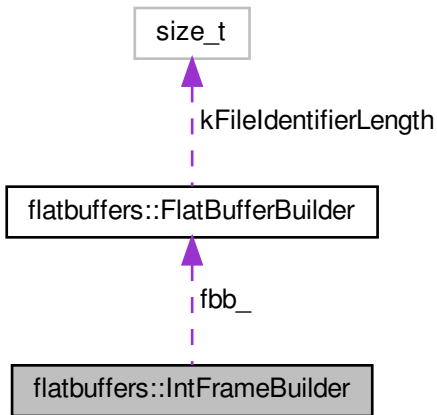 size_t
kFileIdentifierLength
flatbuffers::FlatBufferBuilder
fbb_
flatbuffers::IntFrameBuilder